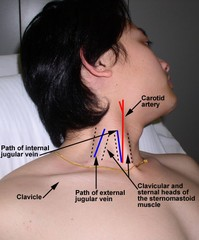 Carotid
artery
Path of internal
jugular vein
Clavicle
Path of external
jugular vein
Clavicular and
sternal heads of
the sternomastoid
muscle